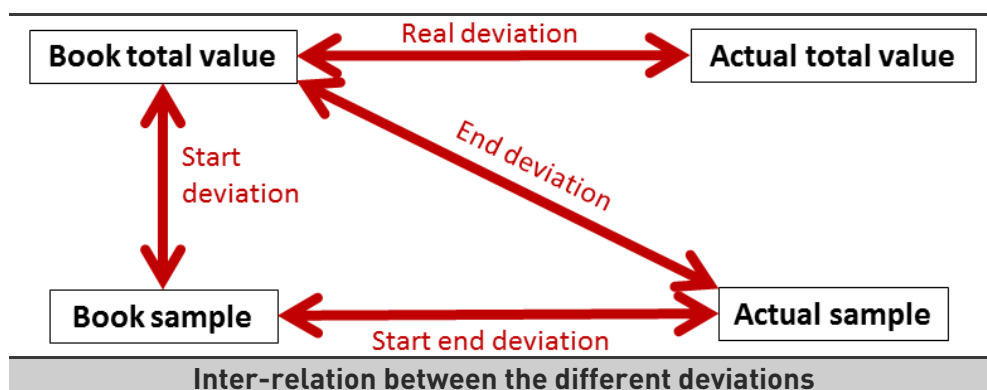 Real deviation
Book total value
Actual total value
End deviation
Start
deviation
Book sample
Actual sample
Start end deviation
Inter-relation between the different deviations